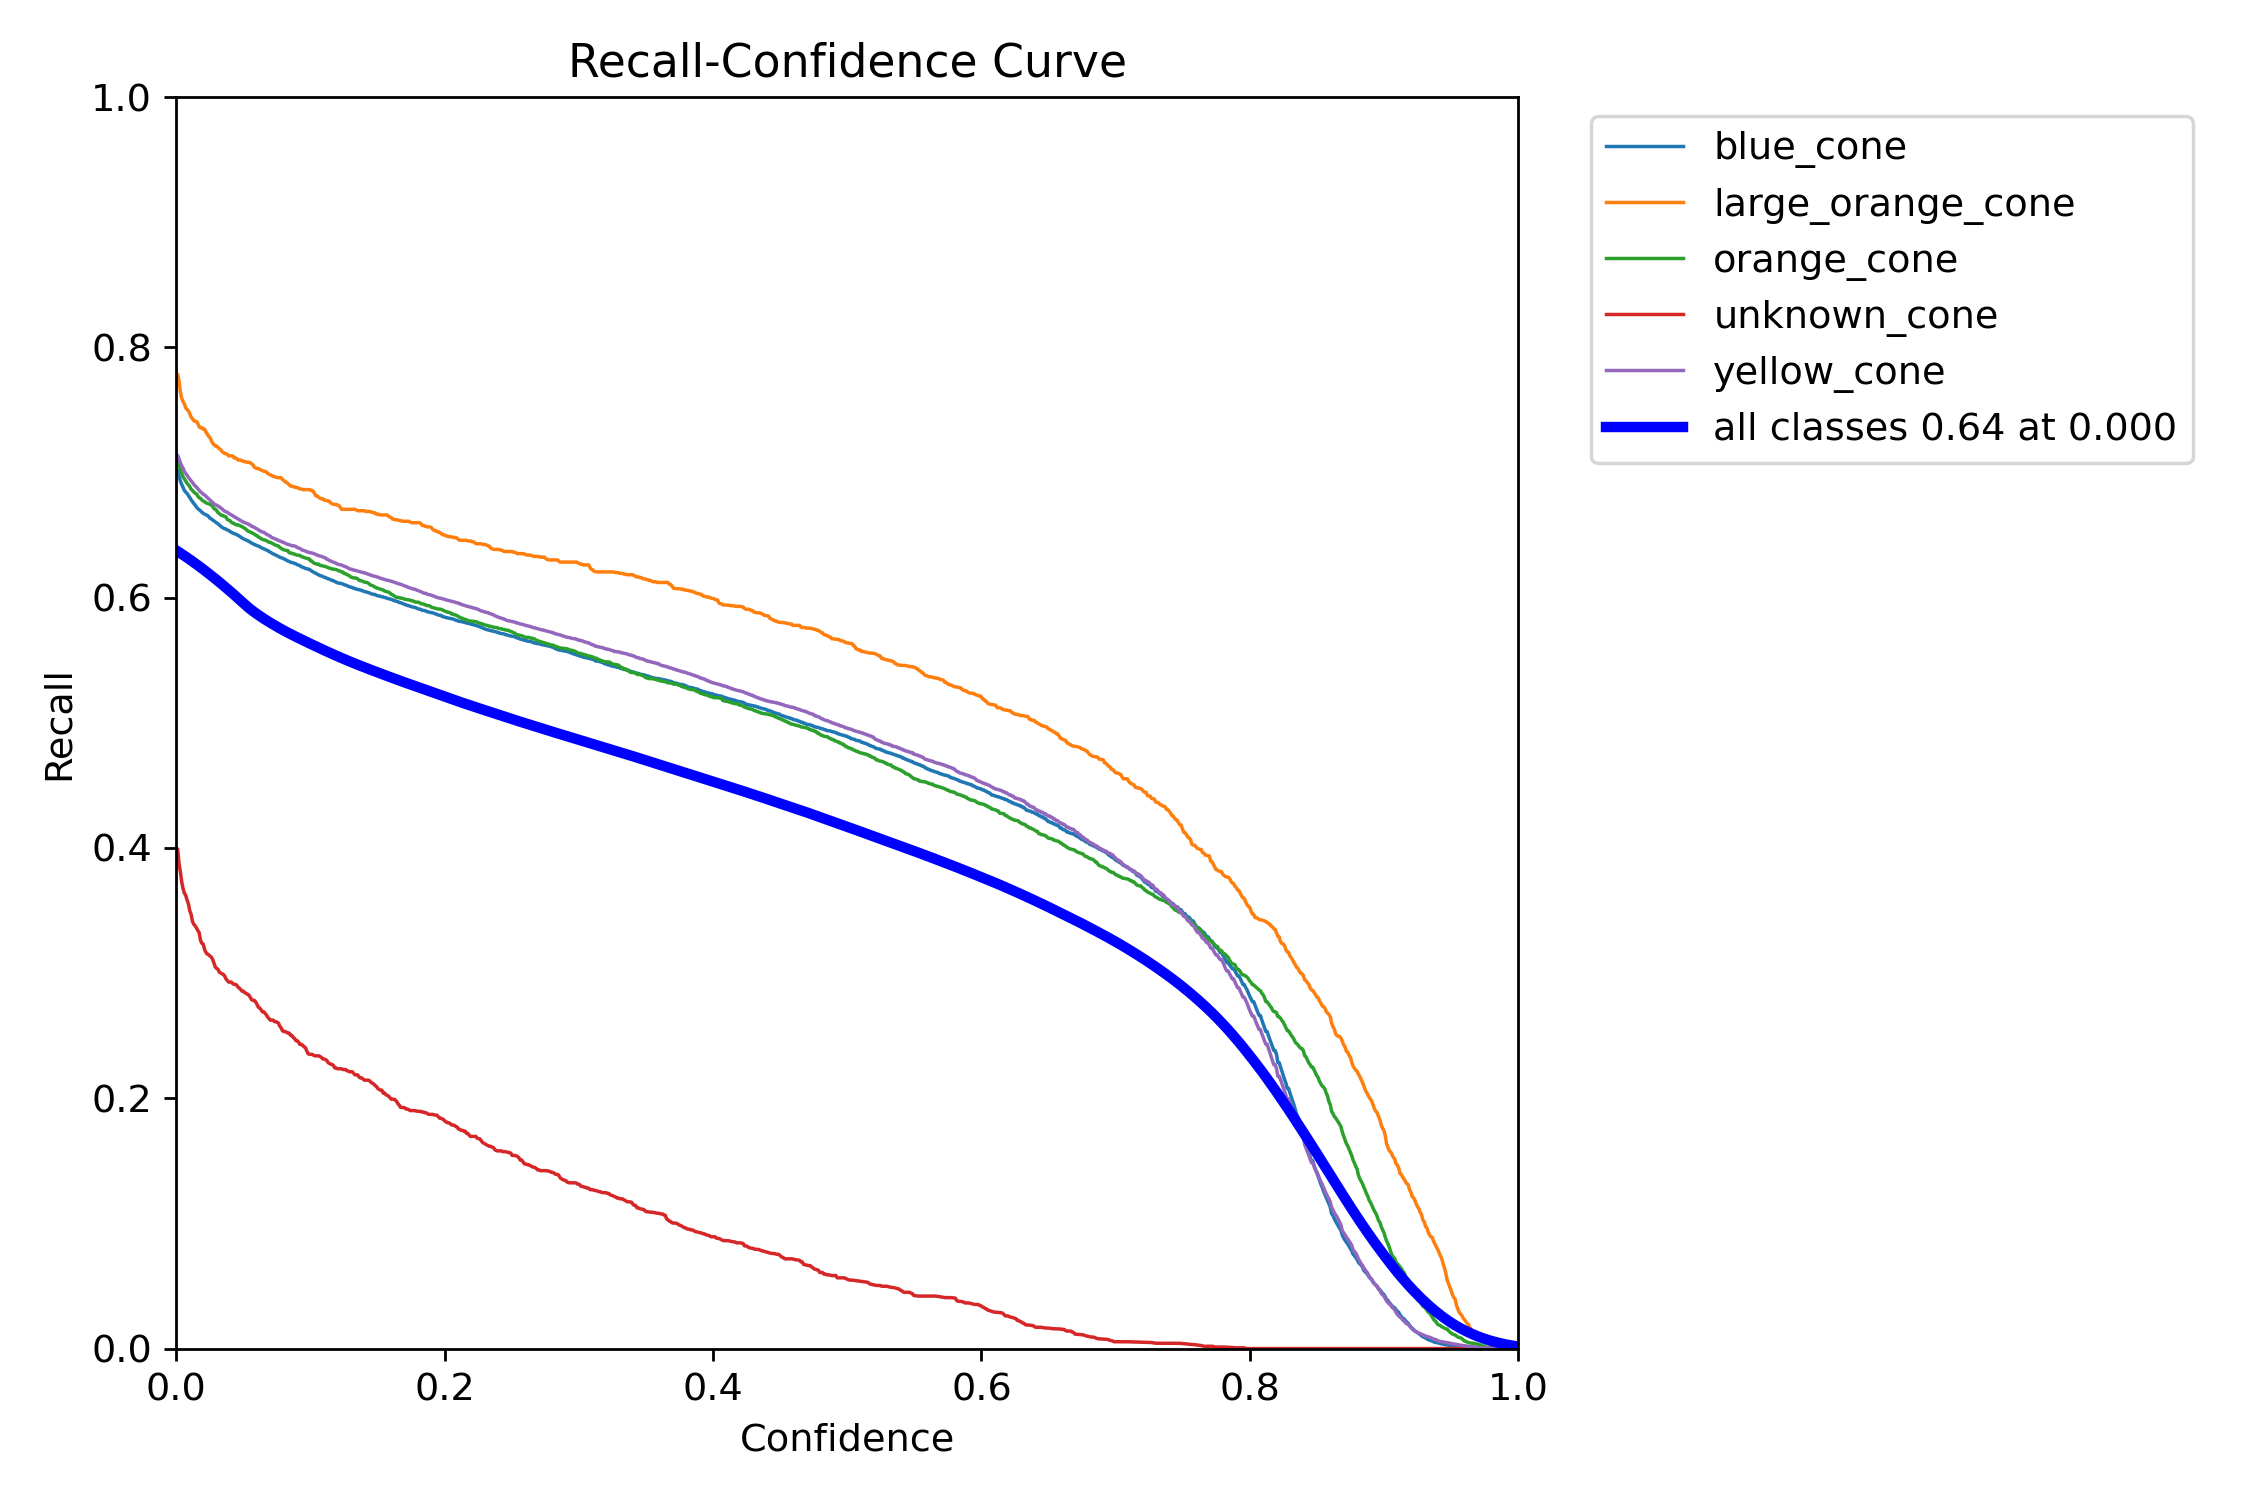 Recall-Confidence Curve
1.0
0.8
0.6
0.4
0.2
0.0
Recall
0.0 0.2 0.4 0.6 0.8 1.0
Confidence
blue_cone
large_orange_cone
orange_cone
unknown_cone
yellow_cone
all classes 0.64 at 0.000